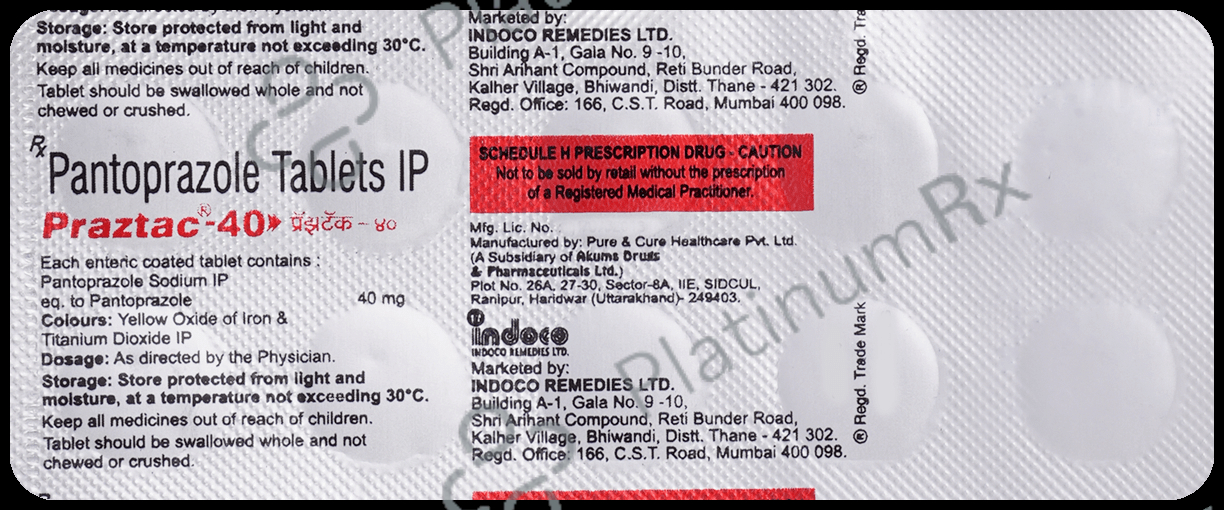 Storage: Store protected from light and
moisture, at a temperature not exceeding 30°C.
Keep all medicines out of reach of children.
Tablet should be swallowed whole and not
chewed or crushed.
Rx
Pantoprazole Tablets IP
Praztac®-40 प्रॅझटॅक - ४०
Each enteric coated tablet contains :
Pantoprazole Sodium IP
eq. to Pantoprazole 40 mg
Colours: Yellow Oxide of Iron &
Titanium Dioxide IP
Dosage: As directed by the Physician.
Storage: Store protected from light and
moisture, at a temperature not exceeding 30°C.
Keep all medicines out of reach of children.
Tablet should be swallowed whole and not
chewed or crushed.
Marketed by:
INDOCO REMEDIES LTD.
Building A-1, Gala No. 9 -10,
Shri Arihant Compound, Reti Bunder Road,
Kalher Village, Bhiwandi, Distt. Thane - 421 302.
Regd. Office: 166, C.S.T. Road, Mumbai 400 098.
SCHEDULE H PRESCRIPTION DRUG - CAUTION
Not to be sold by retail without the prescription
of a Registered Medical Practitioner.
Mfg. Lic. No.
Manufactured by: Pure & Cure Healthcare Pvt. Ltd.
(A Subsidiary of Akums Drugs
& Pharmaceuticals Ltd.)
Plot No. 26A, 27-30, Sector-8A, IIE, SIDCUL,
Ranipur, Haridwar (Uttarakhand)- 249403.
indoco
INDOCO REMEDIES LTD.
Marketed by:
INDOCO REMEDIES LTD.
Building A-1, Gala No. 9 -10,
Shri Arihant Compound, Reti Bunder Road,
Kalher Village, Bhiwandi, Distt. Thane - 421 302.
Regd. Office: 166, C.S.T. Road, Mumbai 400 098.
® Regd. Tra
® Regd. Trade Mark
PlatinumRx